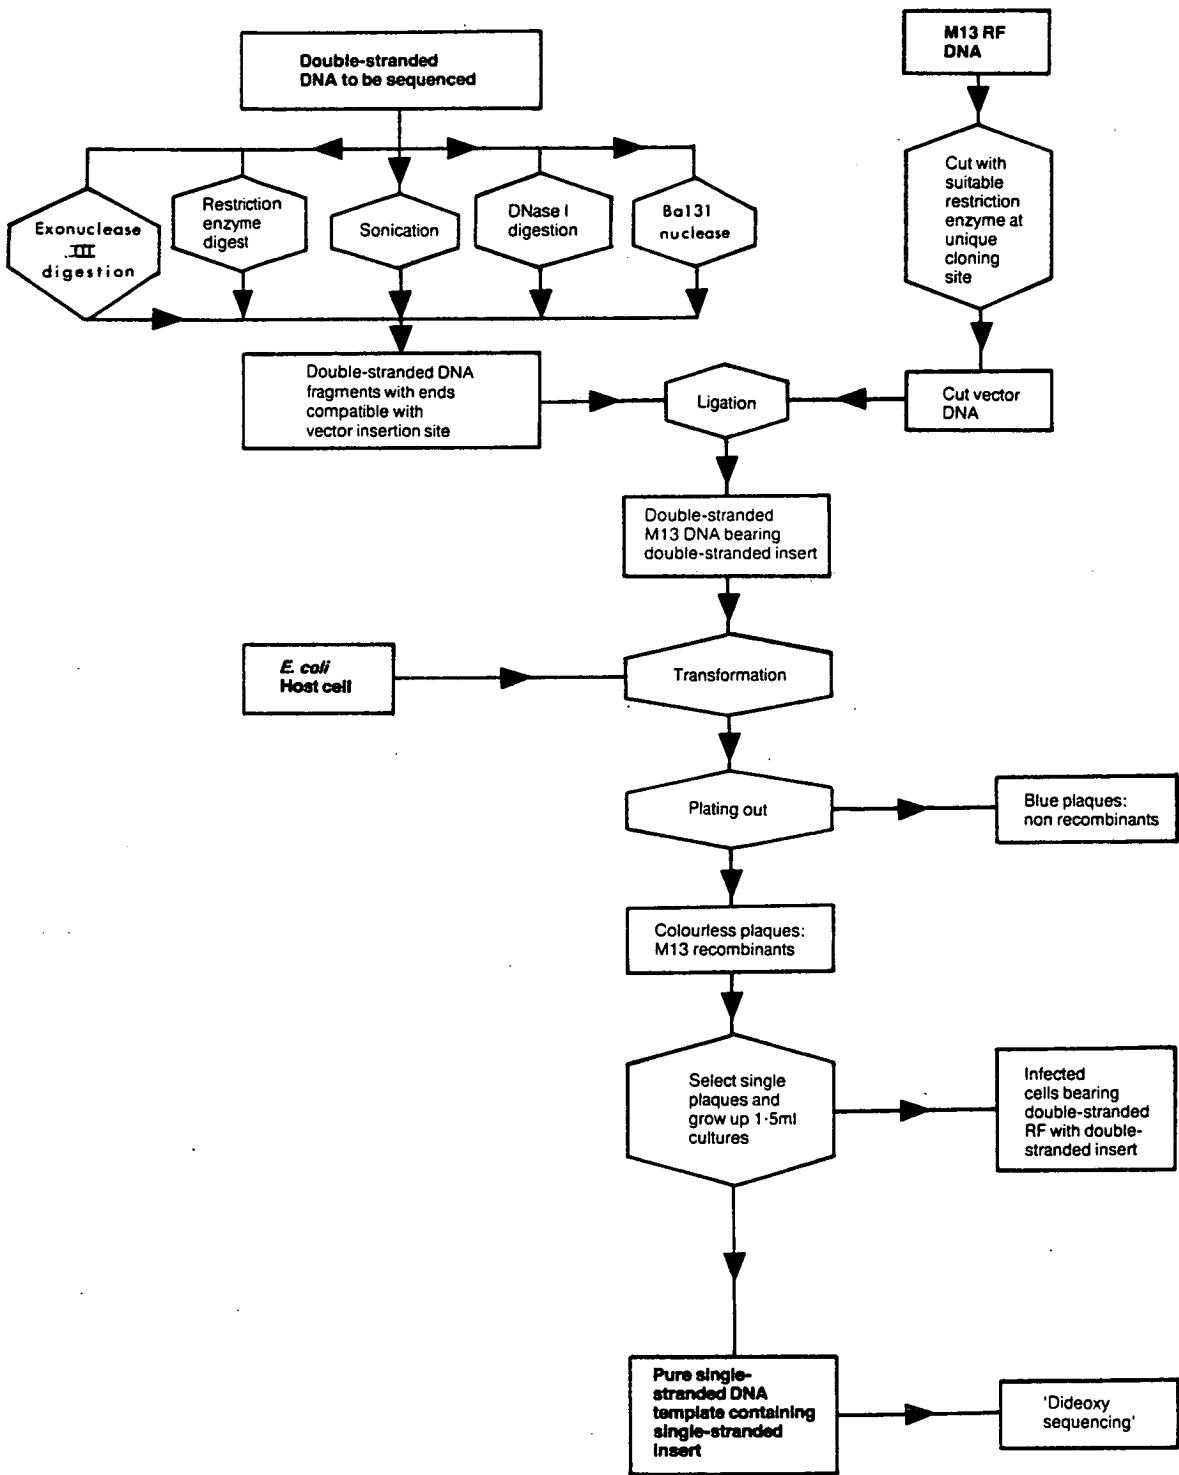 Double-stranded
DNA to be sequenced
M13 RF
DNA
Exonuclease
III
digestion
Restriction
enzyme
digest
Sonication
DNase I
digestion
Ba131
nuclease
Cut with
suitable
restriction
enzyme at
unique
cloning
site
Double-stranded DNA
fragments with ends
compatible with
vector insertion site
Ligation
Cut vector
DNA
Double-stranded
M13 DNA bearing
double-stranded insert
E. coli
Host cell
Transformation
Plating out
Blue plaques:
non recombinants
Colourless plaques:
M13 recombinants
Select single
plaques and
grow up 1·5ml
cultures
Infected
cells bearing
double-stranded
RF with double-
stranded insert
Pure single-
stranded DNA
template containing
single-stranded
insert
'Dideoxy
sequencing'